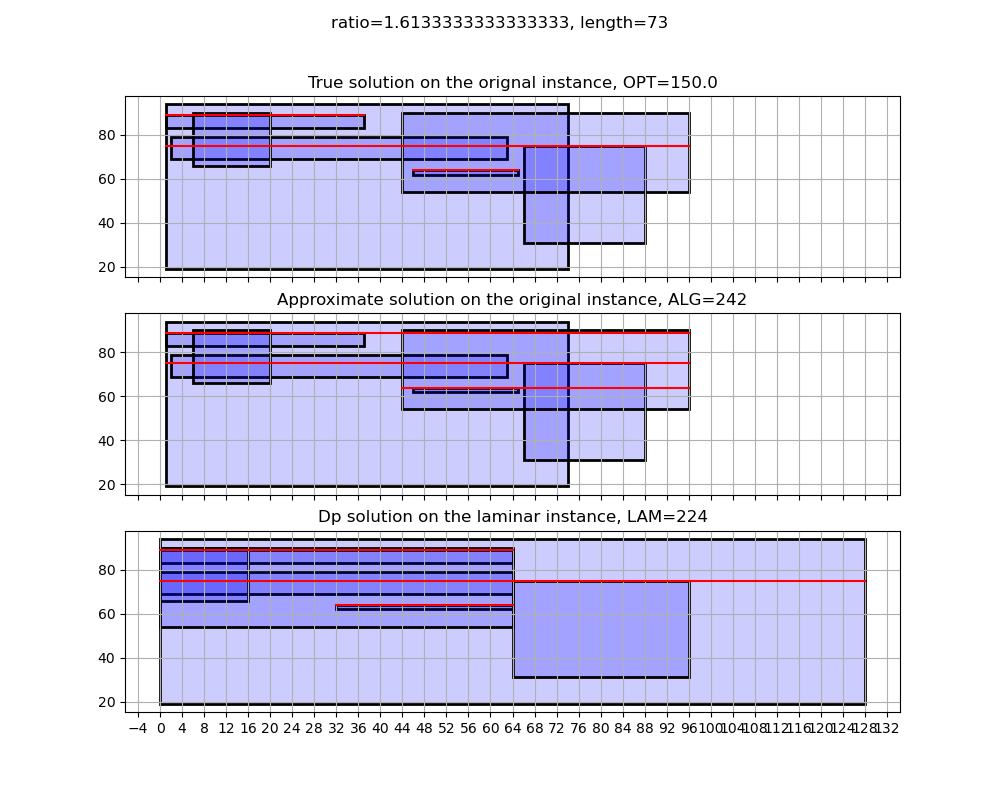 ratio=1.6133333333333333, length=73
True solution on the orignal instance, OPT=150.0
80
60
40
20
Approximate solution on the original instance, ALG=242
80
60
40
20
Dp solution on the laminar instance, LAM=224
80
60
40
20
−4 0 4 8 12 16 20 24 28 32 36 40 44 48 52 56 60 64 68 72 76 80 84 88 92 96 100 104 108 112 116 120 124 128 132